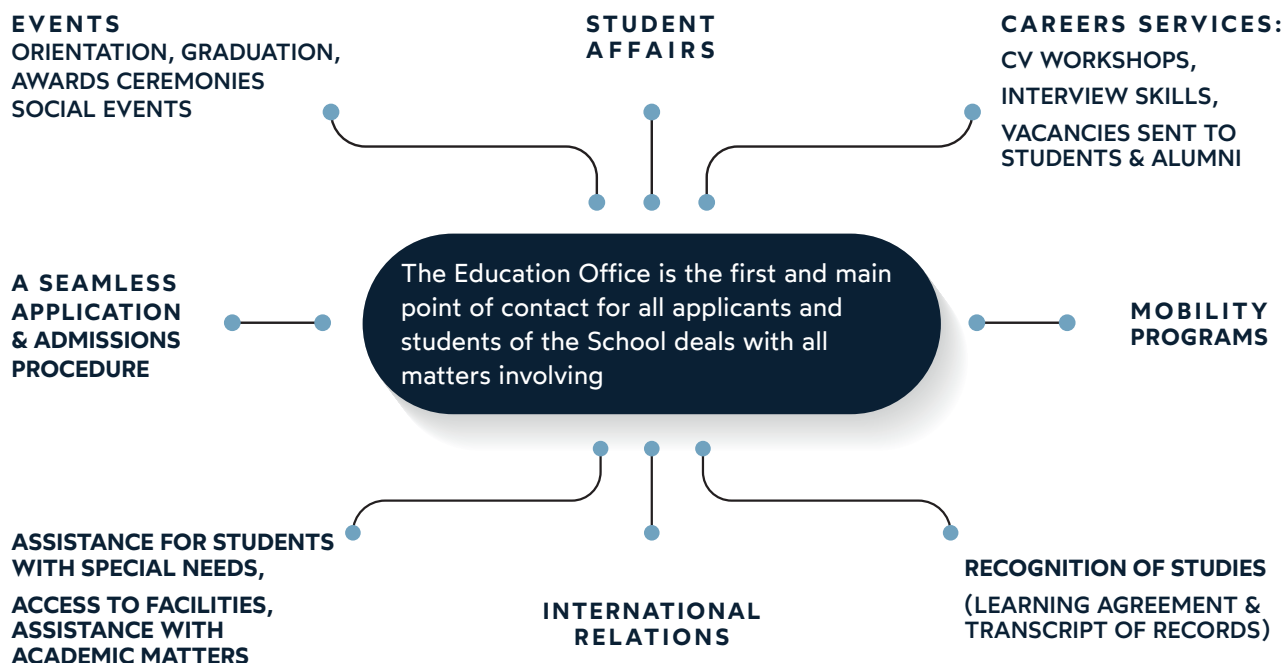 EVENTS
ORIENTATION, GRADUATION,
AWARDS CEREMONIES
SOCIAL EVENTS
STUDENT
AFFAIRS
CAREERS SERVICES:
CV WORKSHOPS,
INTERVIEW SKILLS,
VACANCIES SENT TO
STUDENTS & ALUMNI
A SEAMLESS
APPLICATION
& ADMISSIONS
PROCEDURE
The Education Office is the first and main
point of contact for all applicants and
students of the School deals with all
matters involving
MOBILITY
PROGRAMS
ASSISTANCE FOR STUDENTS
WITH SPECIAL NEEDS,
ACCESS TO FACILITIES,
ASSISTANCE WITH
ACADEMIC MATTERS
INTERNATIONAL
RELATIONS
RECOGNITION OF STUDIES
(LEARNING AGREEMENT &
TRANSCRIPT OF RECORDS)